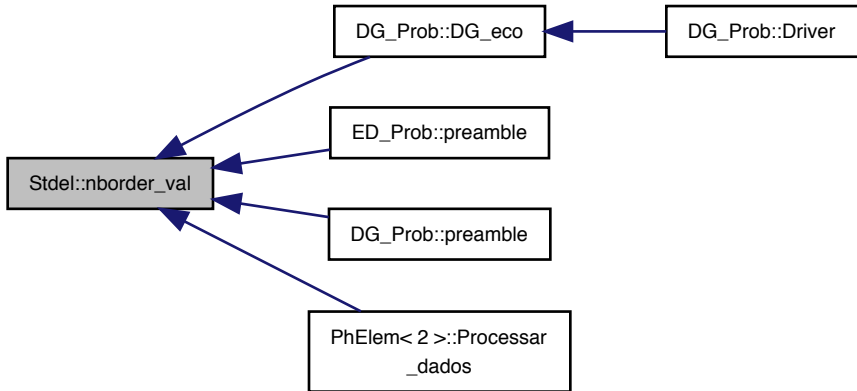 DG_Prob::DG_eco
DG_Prob::Driver
ED_Prob::preamble
Stdel::nborder_val
DG_Prob::preamble
PhElem< 2 >::Processar
_dados